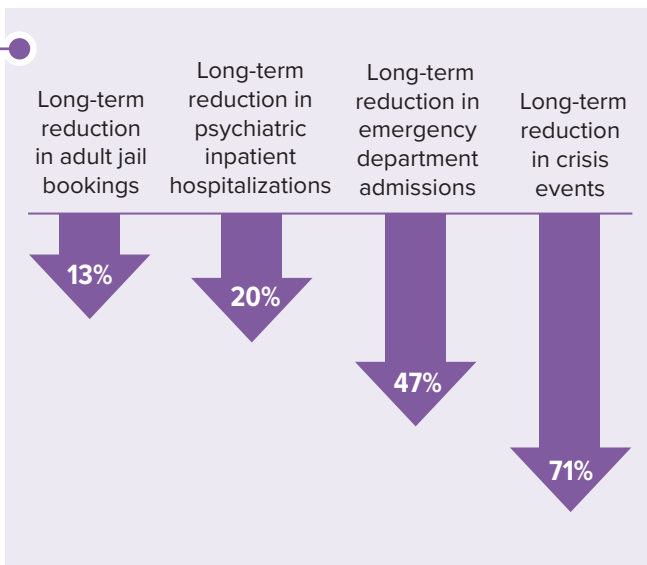 Long-term
reduction
in adult jail
bookings
13%
Long-term
reduction in
psychiatric
inpatient
hospitalizations
20%
Long-term
reduction in
emergency
department
admissions
47%
Long-term
reduction
in crisis
events
71%